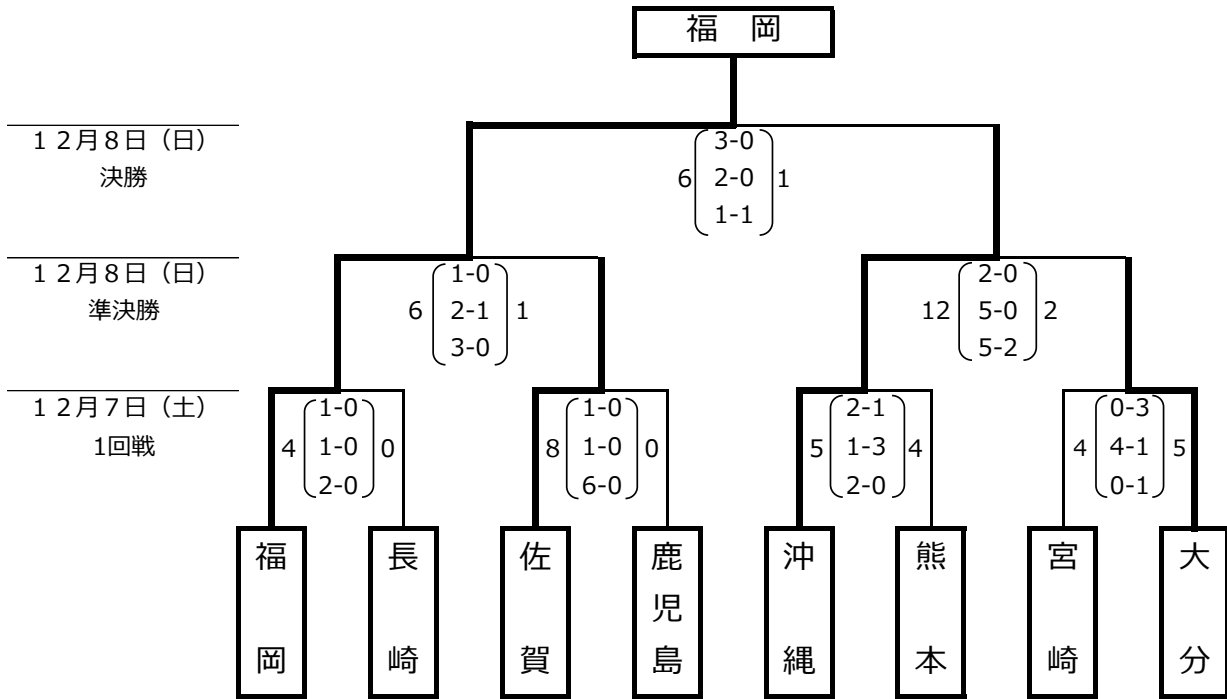 福　岡
１２月８日（日）
決勝
3-0
6 2-0 1
1-1
１２月８日（日）
準決勝
1-0
6 2-1 1
3-0
2-0
12 5-0 2
5-2
１２月７日（土）
1回戦
1-0
4 1-0 0
2-0
1-0
8 1-0 0
6-0
2-1
5 1-3 4
2-0
0-3
4 4-1 5
0-1
福岡
長崎
佐賀
鹿児島
沖縄
熊本
宮崎
大分